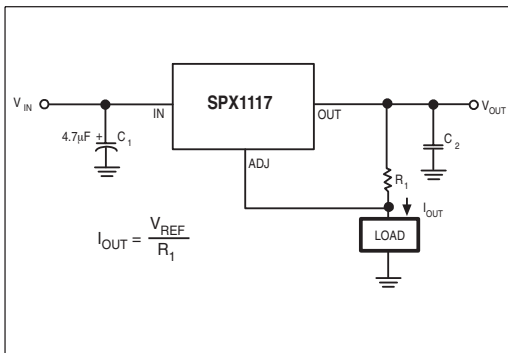 SPX1117
V_IN
IN
OUT
V_OUT
4.7μF + C_1
ADJ
C_2
R_1
I_OUT
LOAD
I_OUT = V_REF / R_1